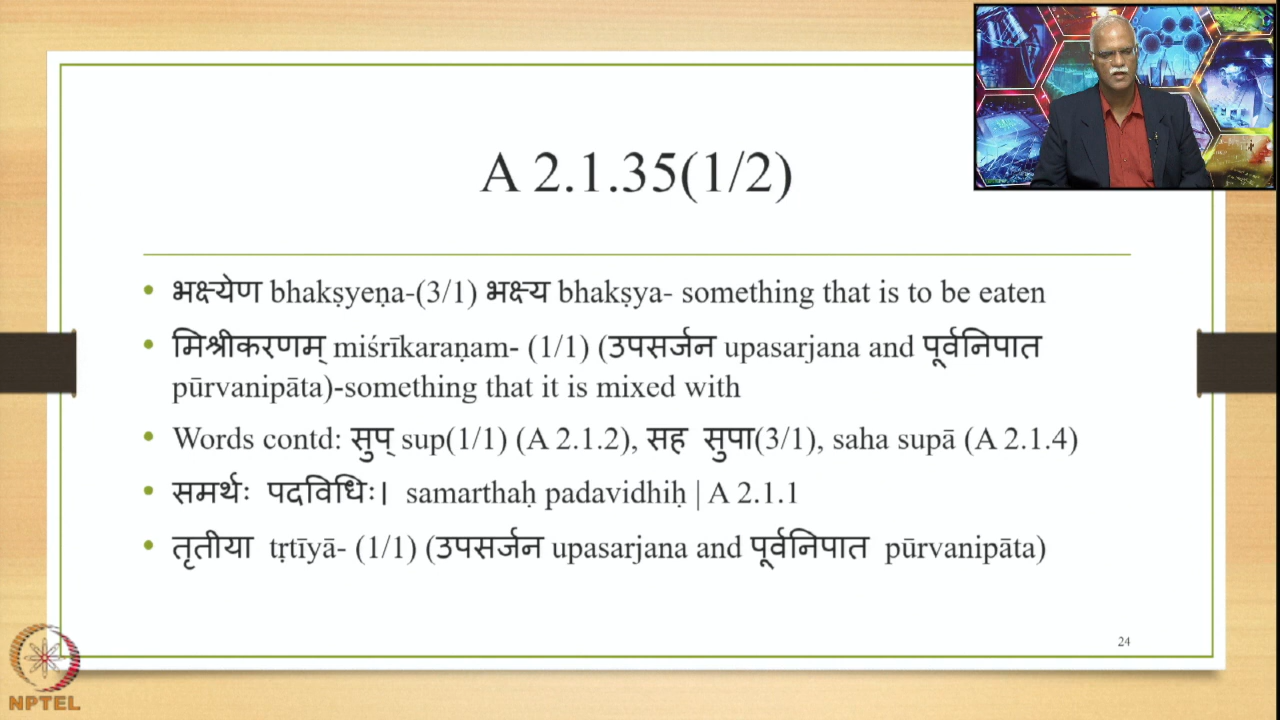 A 2.1.35(1/2)
• भक्ष्येण bhakṣyeṇa-(3/1) भक्ष्य bhakṣya- something that is to be eaten
• मिश्रीकरणम् miśrīkaraṇam- (1/1) (उपसर्जन upasarjana and पूर्वनिपात
pūrvanipāta)-something that it is mixed with
• Words contd: सुप् sup(1/1) (A 2.1.2), सह सुपा(3/1), saha supā (A 2.1.4)
• समर्थः पदविधिः। samarthaḥ padavidhiḥ | A 2.1.1
• तृतीया tṛtīyā- (1/1) (उपसर्जन upasarjana and पूर्वनिपात pūrvanipāta)
24
NPTEL